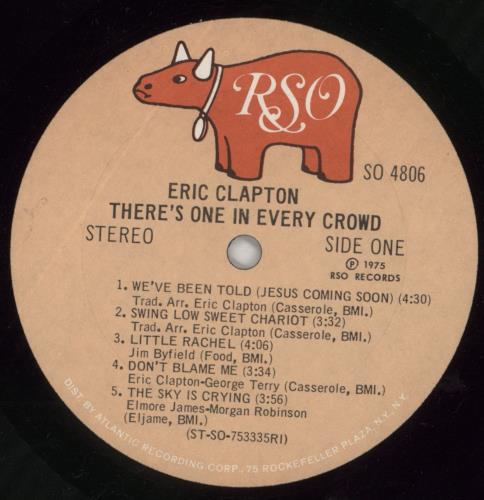 RSO
SO 4806
ERIC CLAPTON
THERE'S ONE IN EVERY CROWD
STEREO
SIDE ONE
Ⓟ 1975
RSO RECORDS
1. WE'VE BEEN TOLD (JESUS COMING SOON) (4:30)
Trad. Arr. Eric Clapton (Casserole, BMI.)
2. SWING LOW SWEET CHARIOT (3:32)
Trad. Arr. Eric Clapton (Casserole, BMI.)
3. LITTLE RACHEL (4:06)
Jim Byfield (Food, BMI.)
4. DON'T BLAME ME (3:34)
Eric Clapton-George Terry (Casserole, BMI.)
5. THE SKY IS CRYING (3:56)
Elmore James-Morgan Robinson
(Eljame, BMI.)
(ST-SO-753335RI)
DIST. BY ATLANTIC RECORDING CORP., 75 ROCKEFELLER PLAZA, N.Y., N.Y.